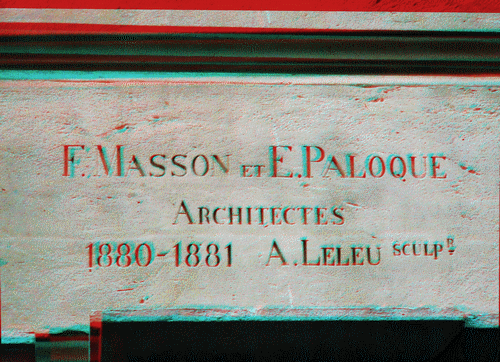 F. MASSON ET E. PALOQUE
ARCHITECTES
1880-1881 A. LELEU SCULPR